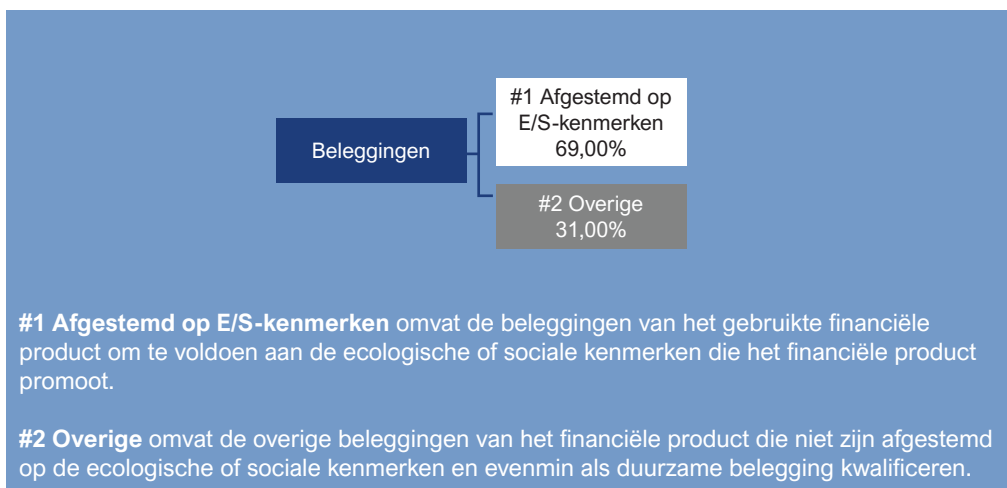 #1 Afgestemd op
E/S-kenmerken
69,00%
Beleggingen
#2 Overige
31,00%
#1 Afgestemd op E/S-kenmerken omvat de beleggingen van het gebruikte financiële
product om te voldoen aan de ecologische of sociale kenmerken die het financiële product
promoot.
#2 Overige omvat de overige beleggingen van het financiële product die niet zijn afgestemd
op de ecologische of sociale kenmerken en evenmin als duurzame belegging kwalificeren.